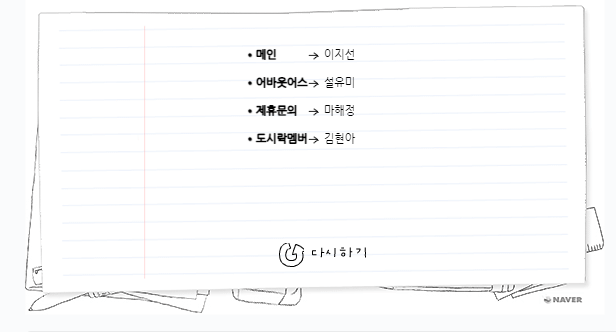 • 메인 → 이지선
• 어바웃어스 → 설유미
• 제휴문의 → 마해정
• 도시락멤버 → 김현아
다시하기
NAVER